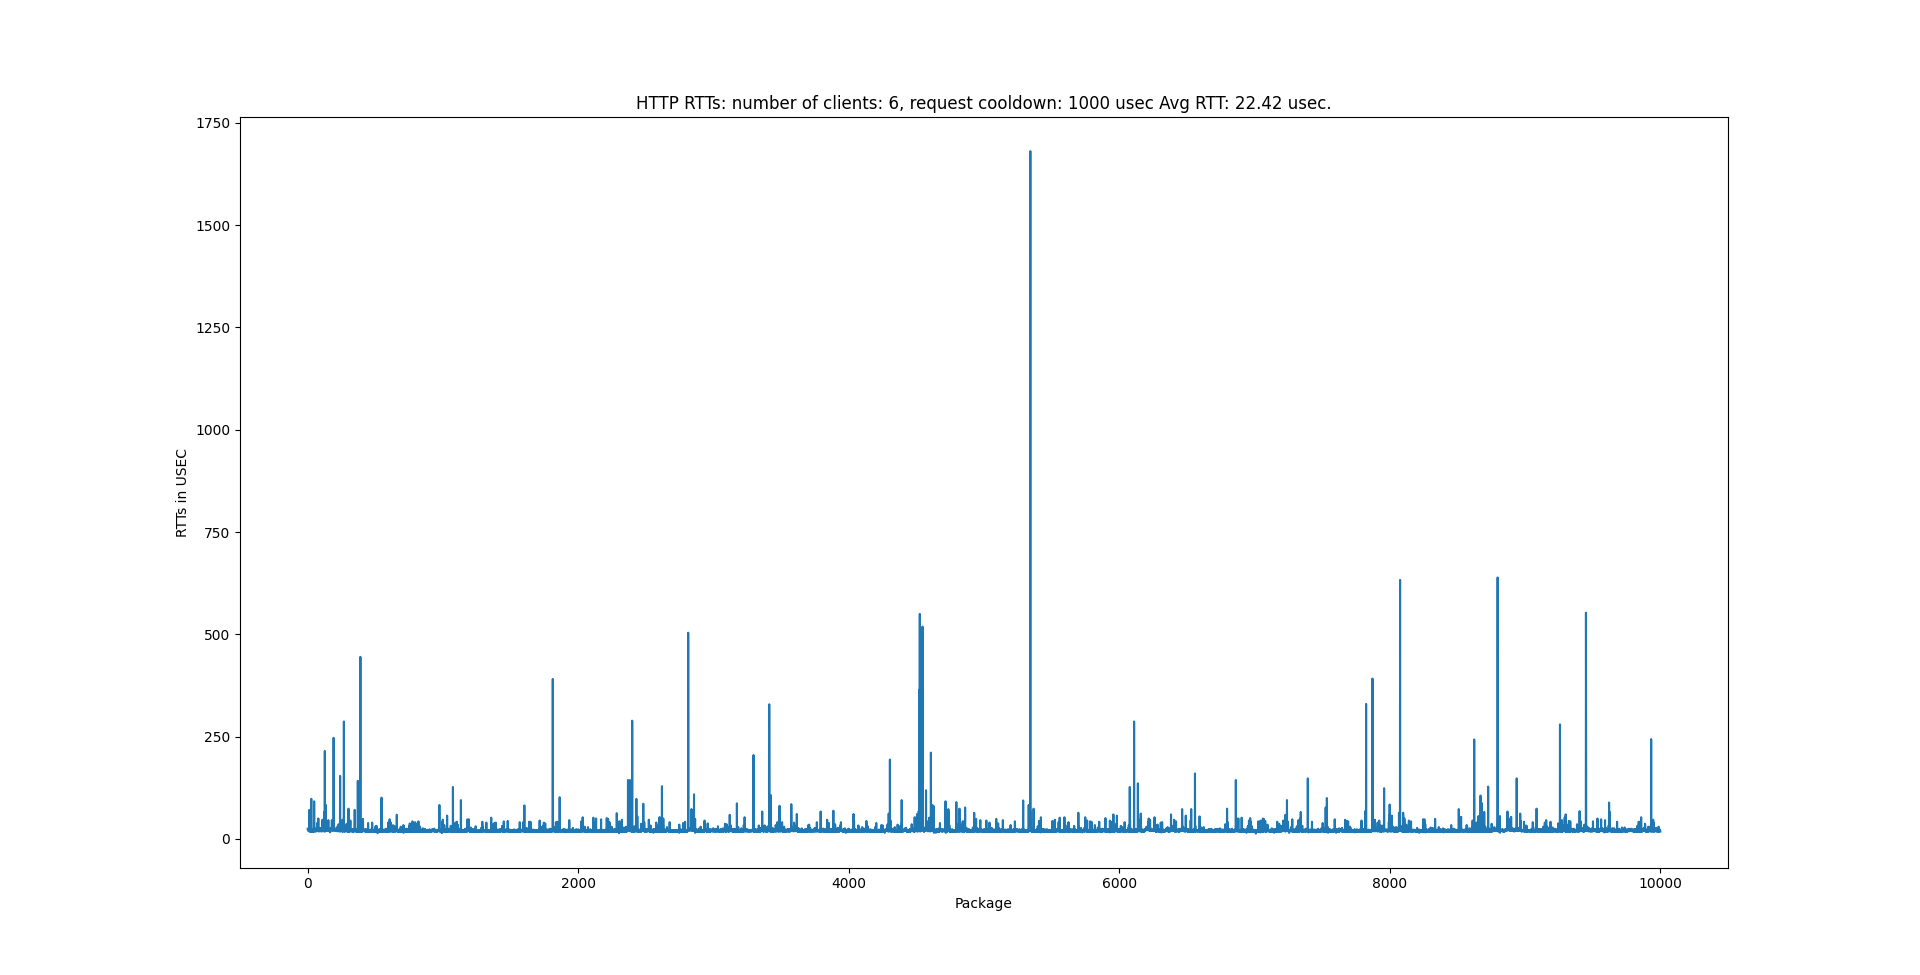 HTTP RTTs: number of clients: 6, request cooldown: 1000 usec Avg RTT: 22.42 usec.
1750
1500
1250
1000
750
500
250
0
RTTs in USEC
0 2000 4000 6000 8000 10000
Package